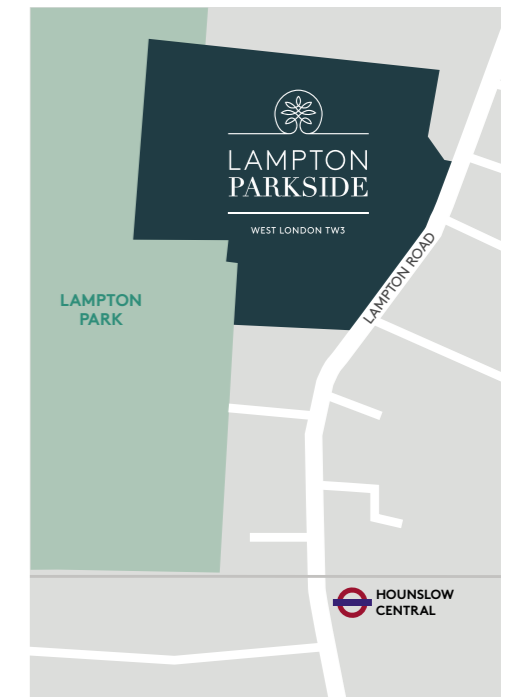 LAMPTON
PARKSIDE
WEST LONDON TW3
LAMPTON ROAD
LAMPTON
PARK
HOUNSLOW
CENTRAL